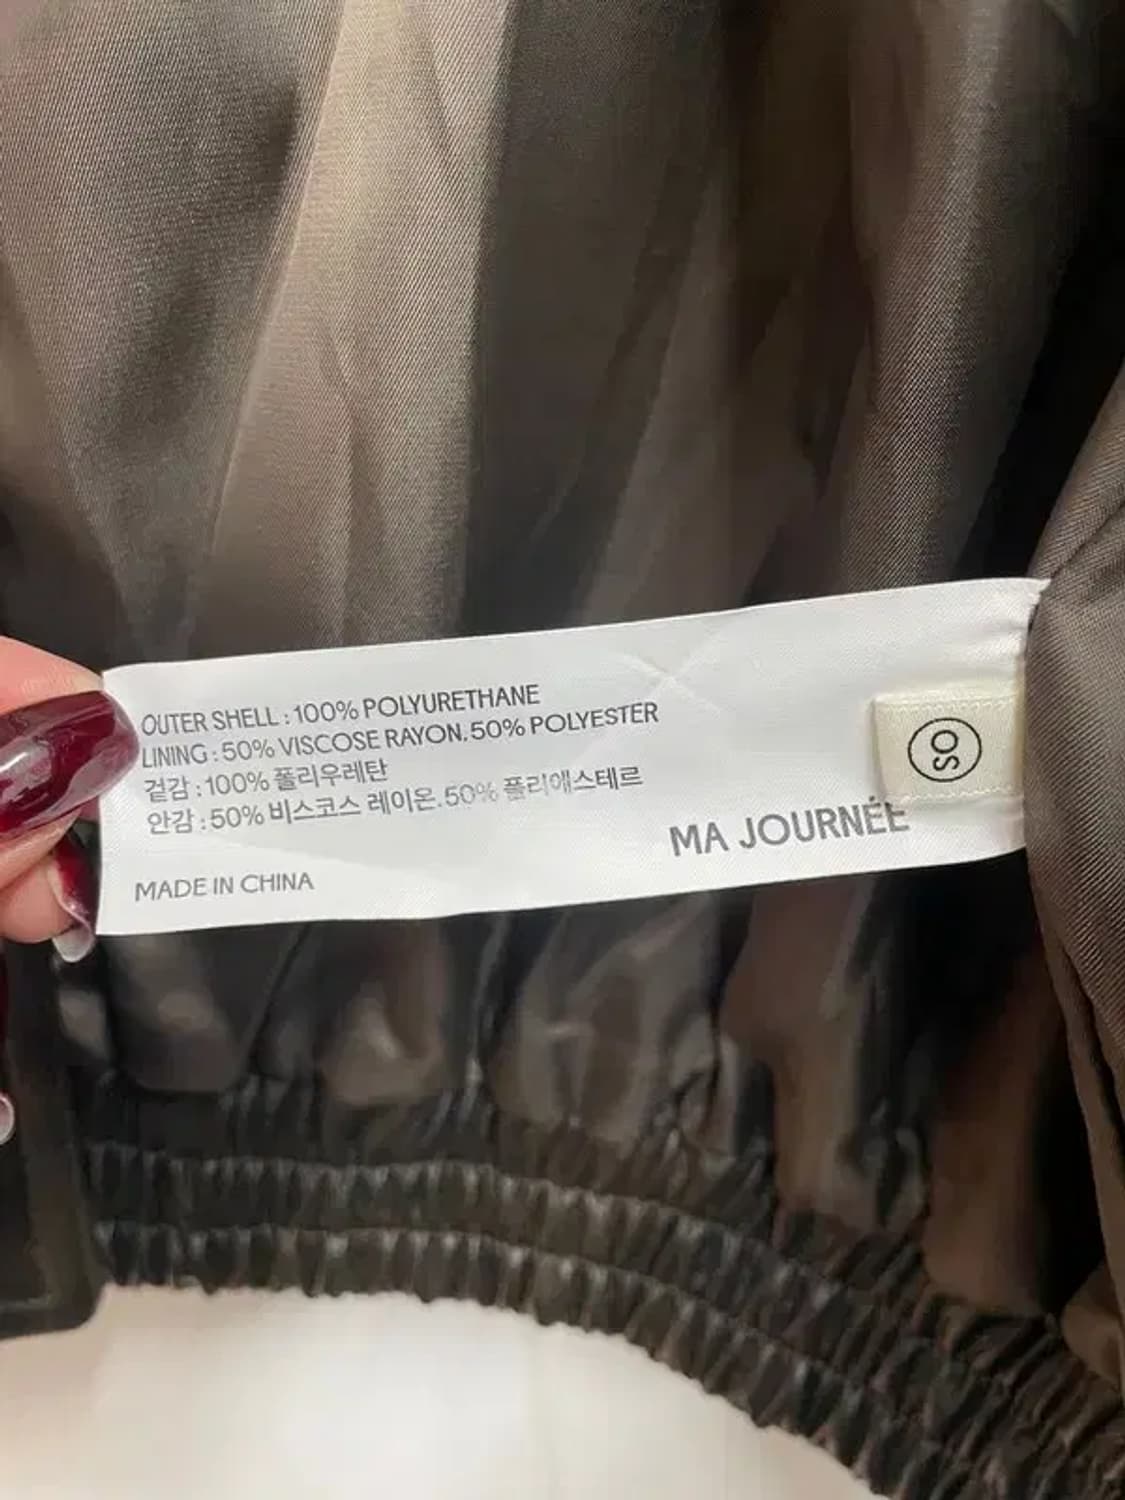 OUTER SHELL : 100% POLYURETHANE
LINING : 50% VISCOSE RAYON. 50% POLYESTER
겉감 : 100% 폴리우레탄
안감 : 50% 비스코스 레이온. 50% 폴리애스테르
MADE IN CHINA
MA JOURNÉE
OS